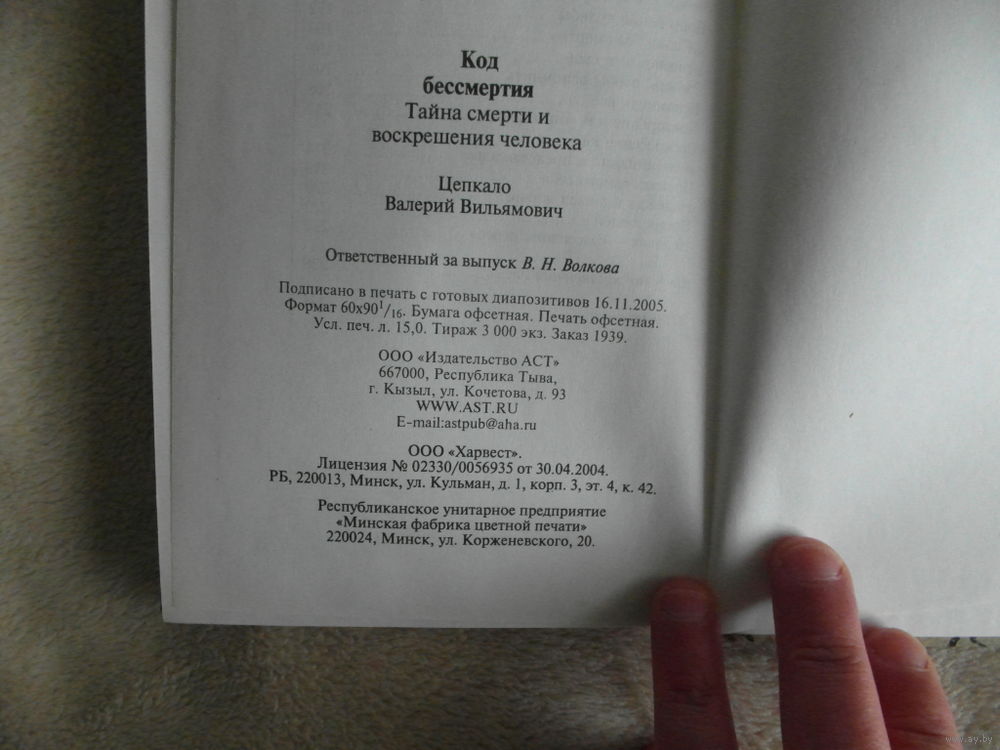 Код
бессмертия
Тайна смерти и
воскрешения человека
Цепкало
Валерий Вильямович
Ответственный за выпуск В. Н. Волкова
Подписано в печать с готовых диапозитивов 16.11.2005.
Формат 60х90¹/₁₆. Бумага офсетная. Печать офсетная.
Усл. печ. л. 15,0. Тираж 3 000 экз. Заказ 1939.
ООО «Издательство АСТ»
667000, Республика Тыва,
г. Кызыл, ул. Кочетова, д. 93
WWW.AST.RU
E-mail:astpub@aha.ru
ООО «Харвест».
Лицензия № 02330/0056935 от 30.04.2004.
РБ, 220013, Минск, ул. Кульман, д. 1, корп. 3, эт. 4, к. 42.
Республиканское унитарное предприятие
«Минская фабрика цветной печати»
220024, Минск, ул. Корженевского, 20.
www.ay.by